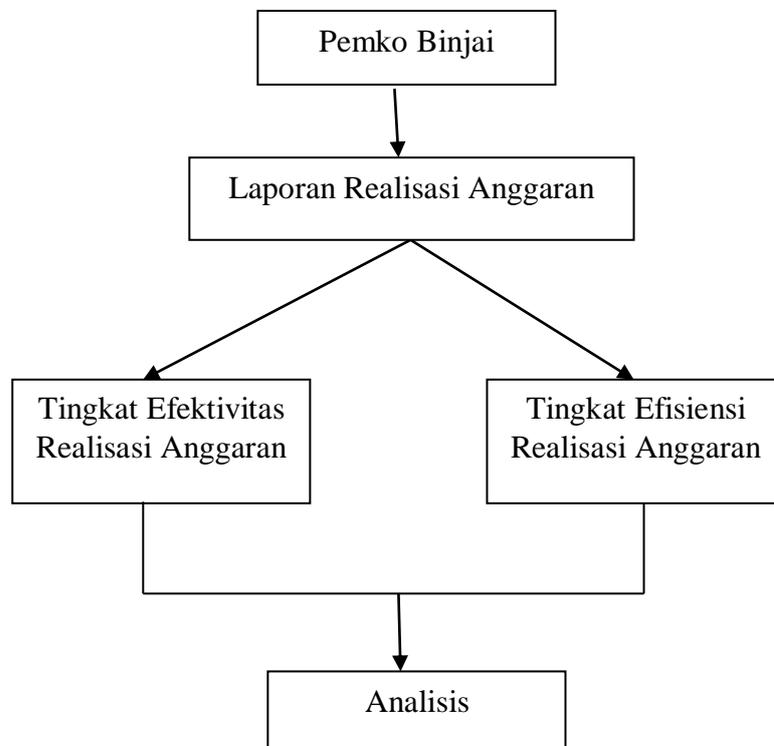 Pemko Binjai
Laporan Realisasi Anggaran
Tingkat Efektivitas
Realisasi Anggaran
Tingkat Efisiensi
Realisasi Anggaran
Analisis